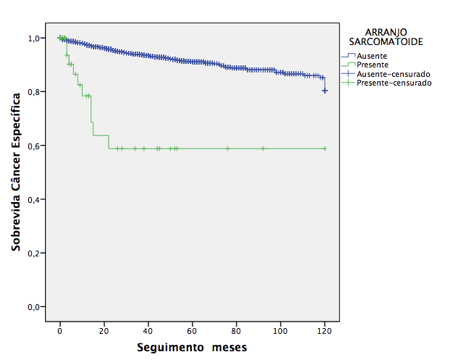 ARRANJO
SARCOMATOIDE
Ausente
Presente
Ausente-censurado
Presente-censurado
Sobrevida Câncer Específica
1,0
0,8
0,6
0,4
0,2
0,0
0 20 40 60 80 100 120
Seguimento meses